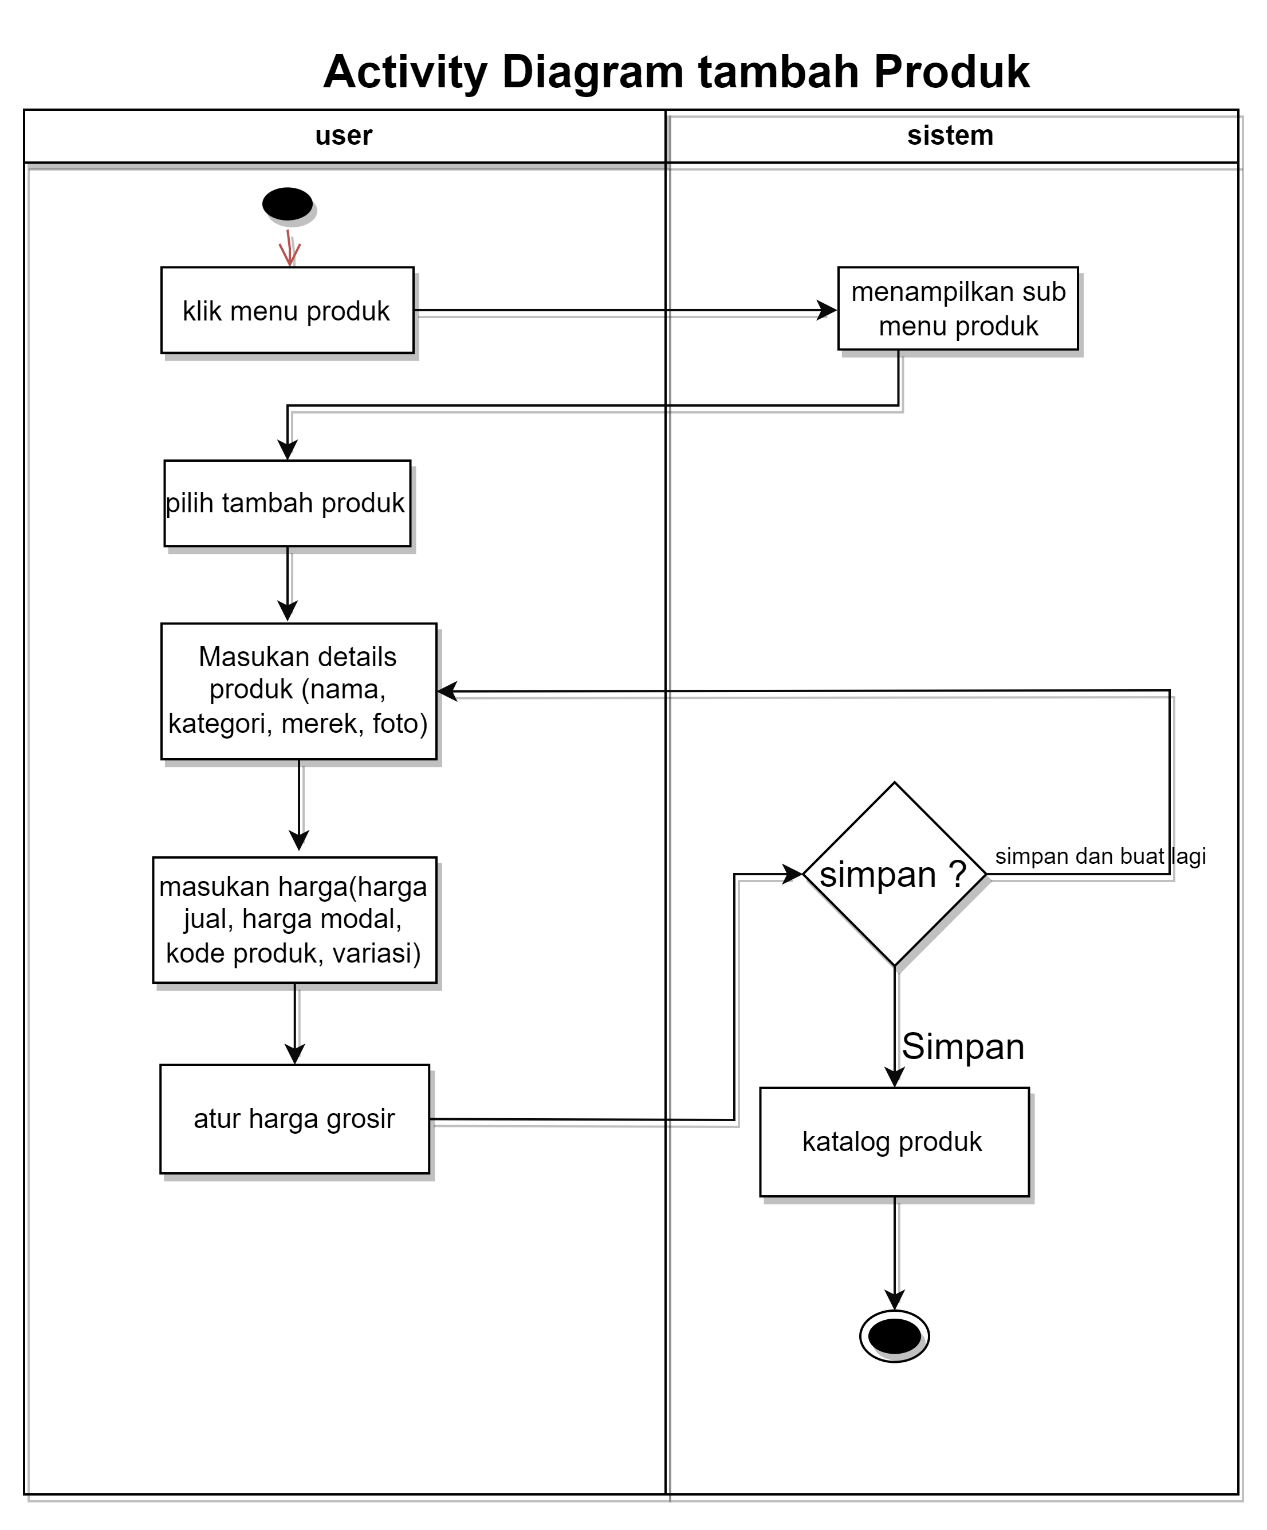 Activity Diagram tambah Produk
user
sistem
klik menu produk
menampilkan sub
menu produk
pilih tambah produk
Masukan details
produk (nama,
kategori, merek, foto)
simpan ?
simpan dan buat lagi
masukan harga(harga
jual, harga modal,
kode produk, variasi)
Simpan
atur harga grosir
katalog produk